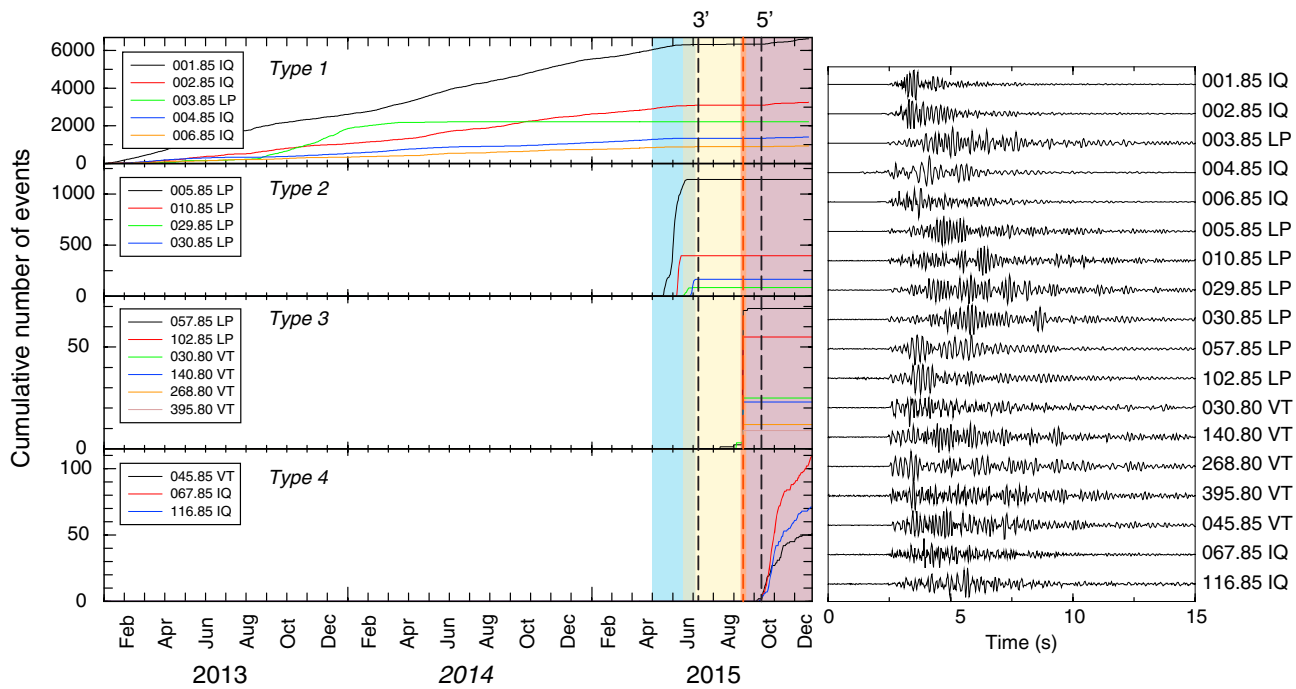 3’ 5’
Cumulative number of events
6000
4000
2000
0
001.85 IQ
002.85 IQ
003.85 LP
004.85 IQ
006.85 IQ
Type 1
1000
500
0
005.85 LP
010.85 LP
029.85 LP
030.85 LP
Type 2
50
0
057.85 LP
102.85 LP
030.80 VT
140.80 VT
268.80 VT
395.80 VT
Type 3
100
50
0
045.85 VT
067.85 IQ
116.85 IQ
Type 4
Feb Apr Jun Aug Oct Dec Feb Apr Jun Aug Oct Dec Feb Apr Jun Aug Oct Dec
2013 2014 2015
001.85 IQ
002.85 IQ
003.85 LP
004.85 IQ
006.85 IQ
005.85 LP
010.85 LP
029.85 LP
030.85 LP
057.85 LP
102.85 LP
030.80 VT
140.80 VT
268.80 VT
395.80 VT
045.85 VT
067.85 IQ
116.85 IQ
0 5 10 15
Time (s)